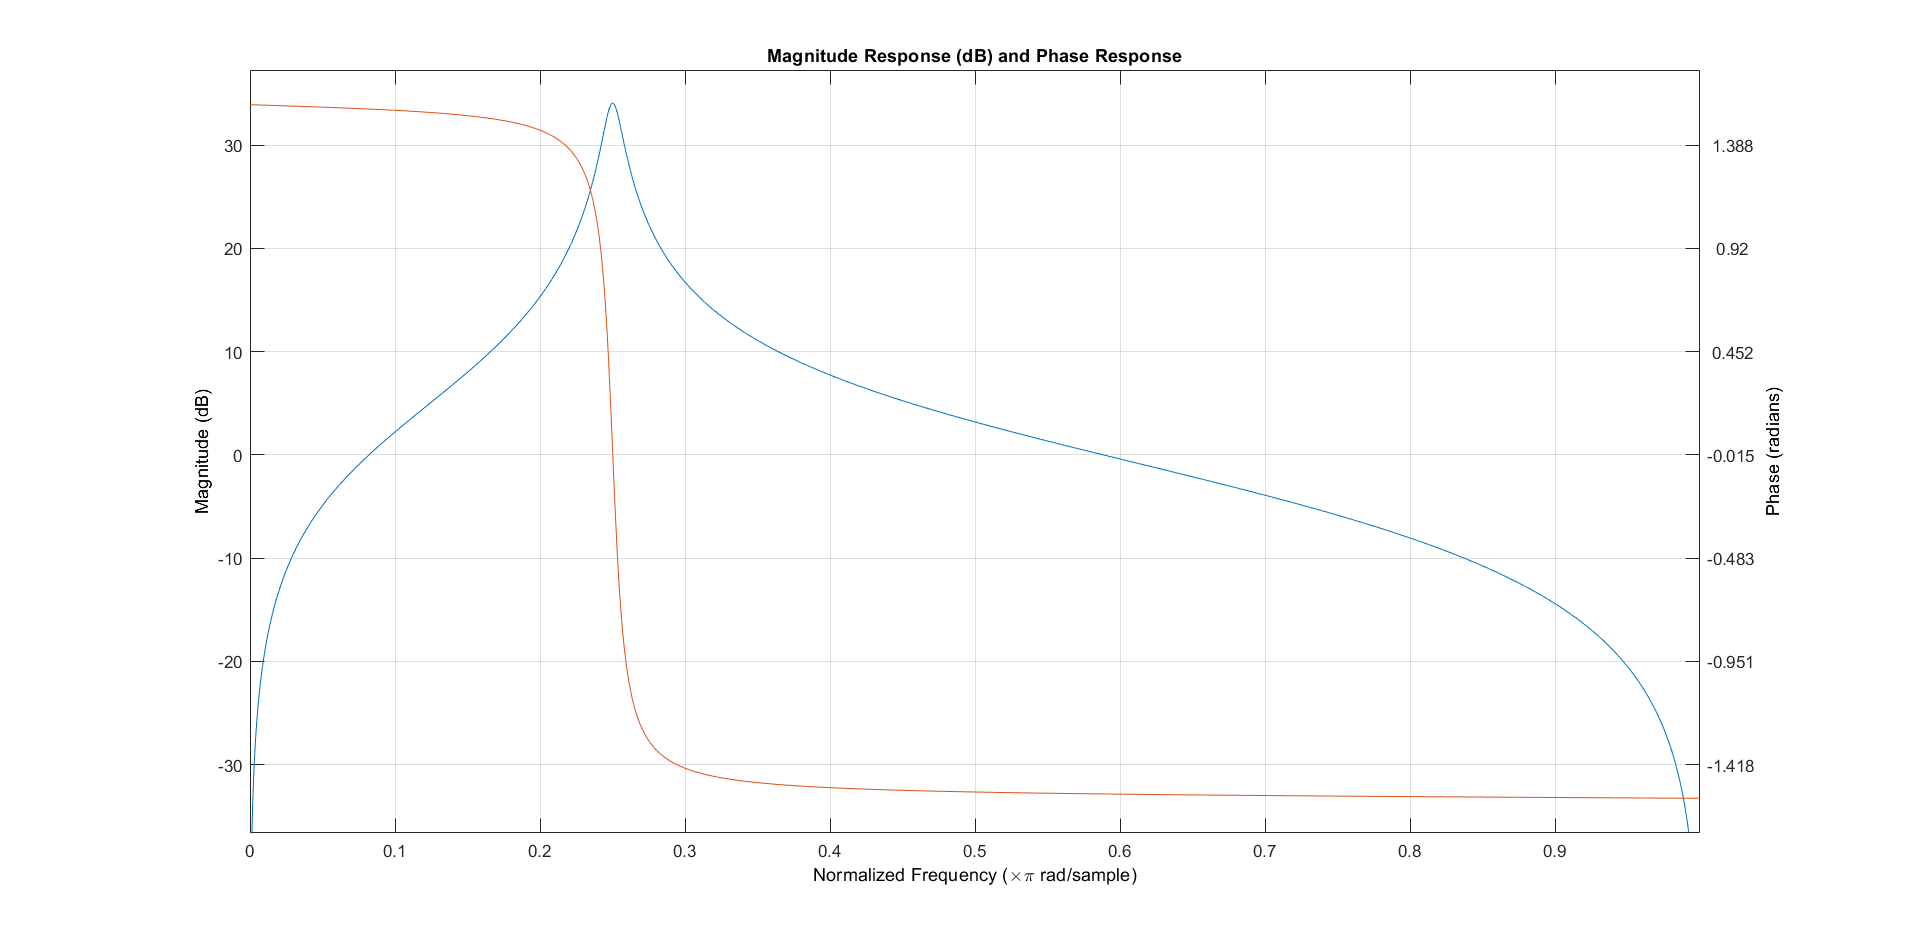 Magnitude Response (dB) and Phase Response
30
20
10
0
-10
-20
-30
Magnitude (dB)
1.388
0.92
0.452
-0.015
-0.483
-0.951
-1.418
Phase (radians)
0 0.1 0.2 0.3 0.4 0.5 0.6 0.7 0.8 0.9
Normalized Frequency (×π rad/sample)